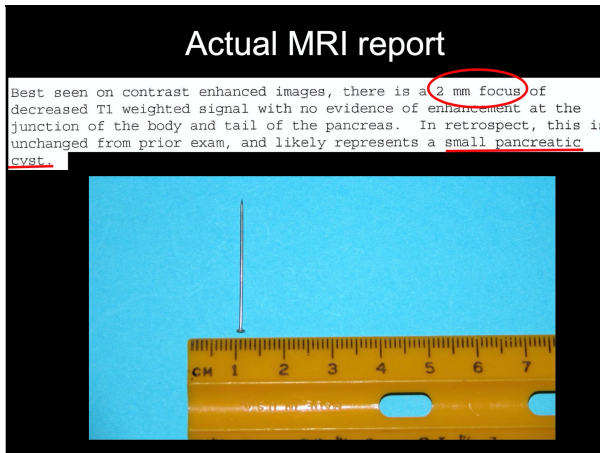 Actual MRI report
Best seen on contrast enhanced images, there is a 2 mm focus of
decreased T1 weighted signal with no evidence of enhancement at the
junction of the body and tail of the pancreas. In retrospect, this is
unchanged from prior exam, and likely represents a small pancreatic
cyst.
CM 1 2 3 4 5 6 7